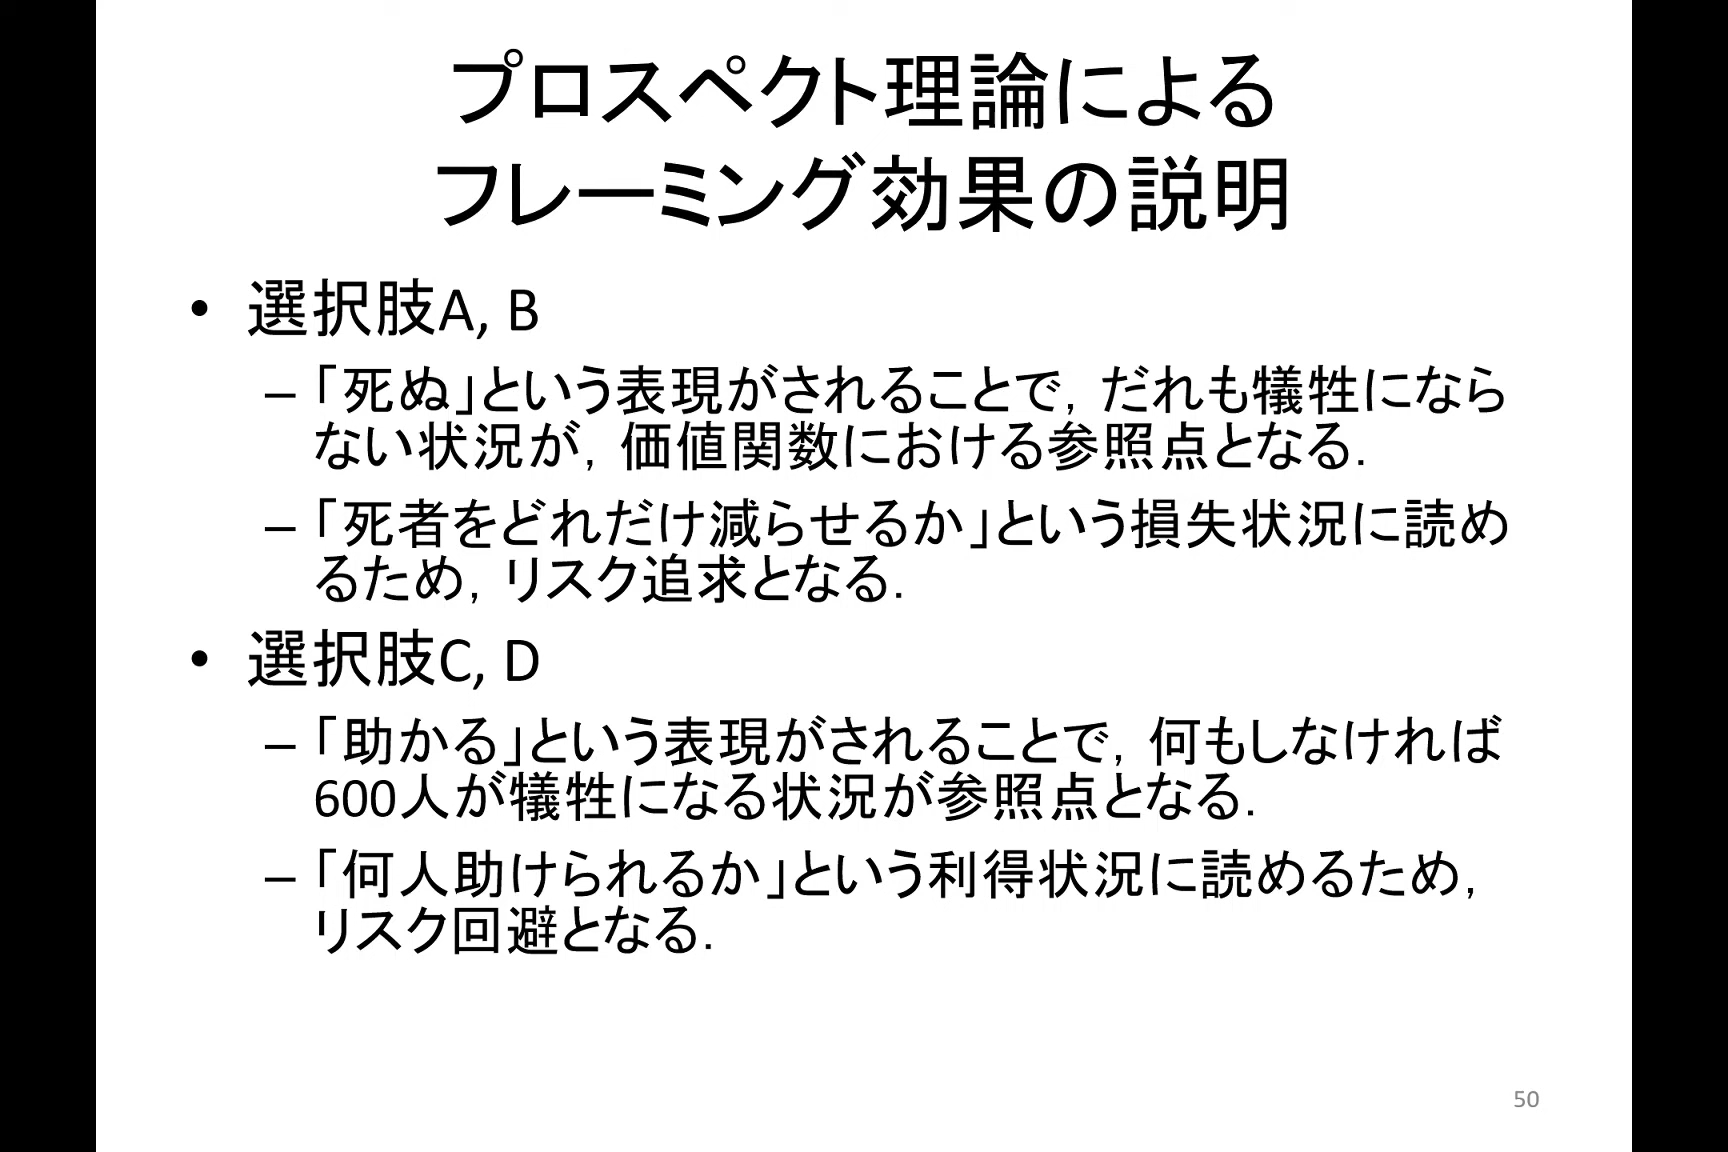 プロスペクト理論による
フレーミング効果の説明
• 選択肢A, B
–「死ぬ」という表現がされることで，だれも犠牲になら
ない状況が，価値関数における参照点となる．
–「死者をどれだけ減らせるか」という損失状況に読め
るため，リスク追求となる．
• 選択肢C, D
–「助かる」という表現がされることで，何もしなければ
600人が犠牲になる状況が参照点となる．
–「何人助けられるか」という利得状況に読めるため，
リスク回避となる．
50